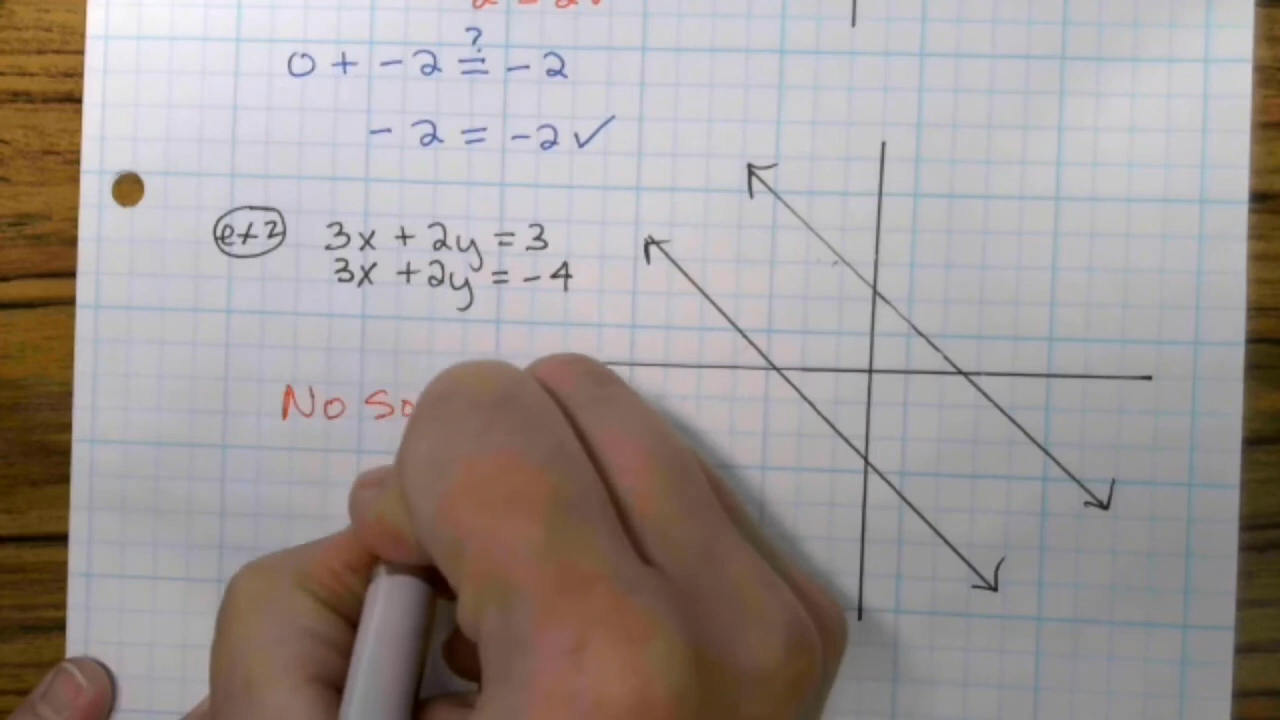 0 + -2 ≟ -2
-2 = -2 ✓
ex2 3x + 2y = 3
3x + 2y = -4
No So